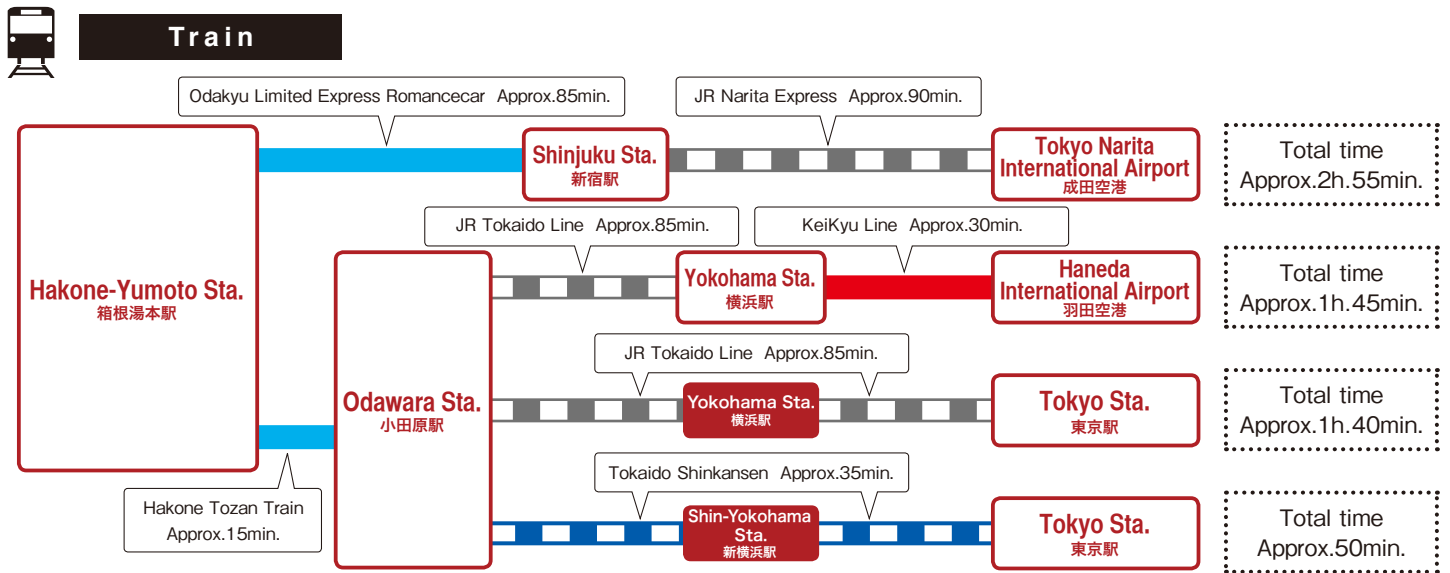 Train
Odakyu Limited Express Romancecar Approx.85min.
JR Narita Express Approx.90min.
Shinjuku Sta.
新宿駅
Tokyo Narita
International Airport
成田空港
Total time
Approx.2h.55min.
JR Tokaido Line Approx.85min.
KeiKyu Line Approx.30min.
Hakone-Yumoto Sta.
箱根湯本駅
Yokohama Sta.
横浜駅
Haneda
International Airport
羽田空港
Total time
Approx.1h.45min.
JR Tokaido Line Approx.85min.
Odawara Sta.
小田原駅
Yokohama Sta.
横浜駅
Tokyo Sta.
東京駅
Total time
Approx.1h.40min.
Tokaido Shinkansen Approx.35min.
Hakone Tozan Train
Approx.15min.
Shin-Yokohama
Sta.
新横浜駅
Tokyo Sta.
東京駅
Total time
Approx.50min.